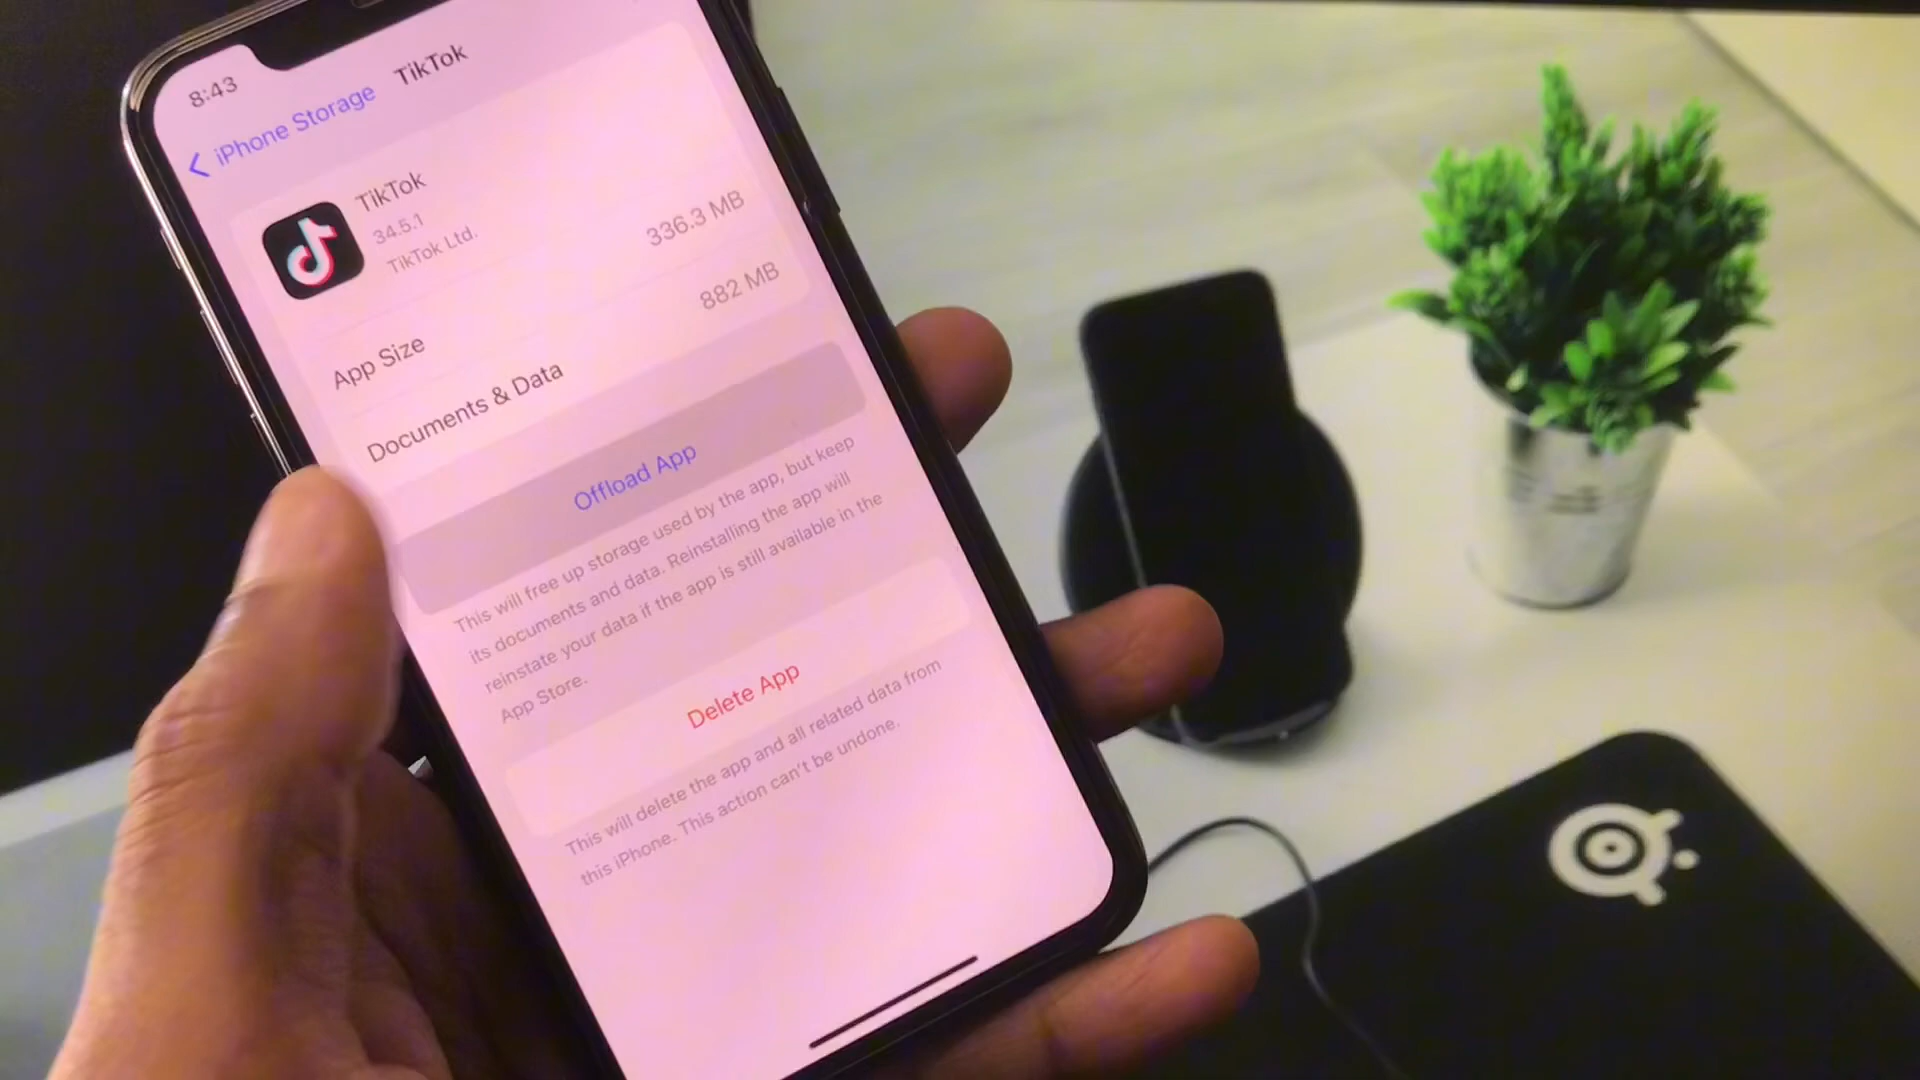 8:43
iPhone Storage TikTok
TikTok
34.5.1
TikTok Ltd.
App Size 336.3 MB
Documents & Data 882 MB
Offload App
This will free up storage used by the app, but keep
its documents and data. Reinstalling the app will
reinstate your data if the app is still available in the
App Store.
Delete App
This will delete the app and all related data from
this iPhone. This action can't be undone.